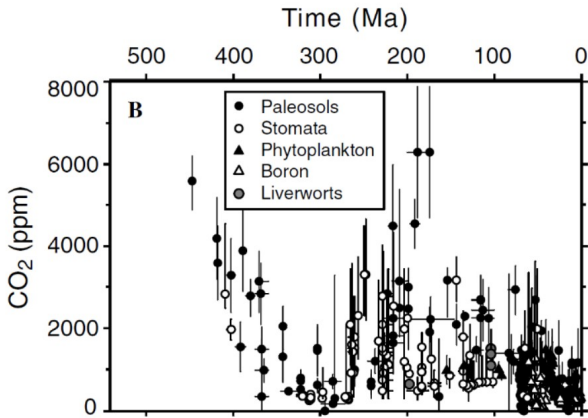 Time (Ma)
500 400 300 200 100 0
8000
6000
4000
2000
0
CO₂ (ppm)
B
Paleosols
Stomata
Phytoplankton
Boron
Liverworts